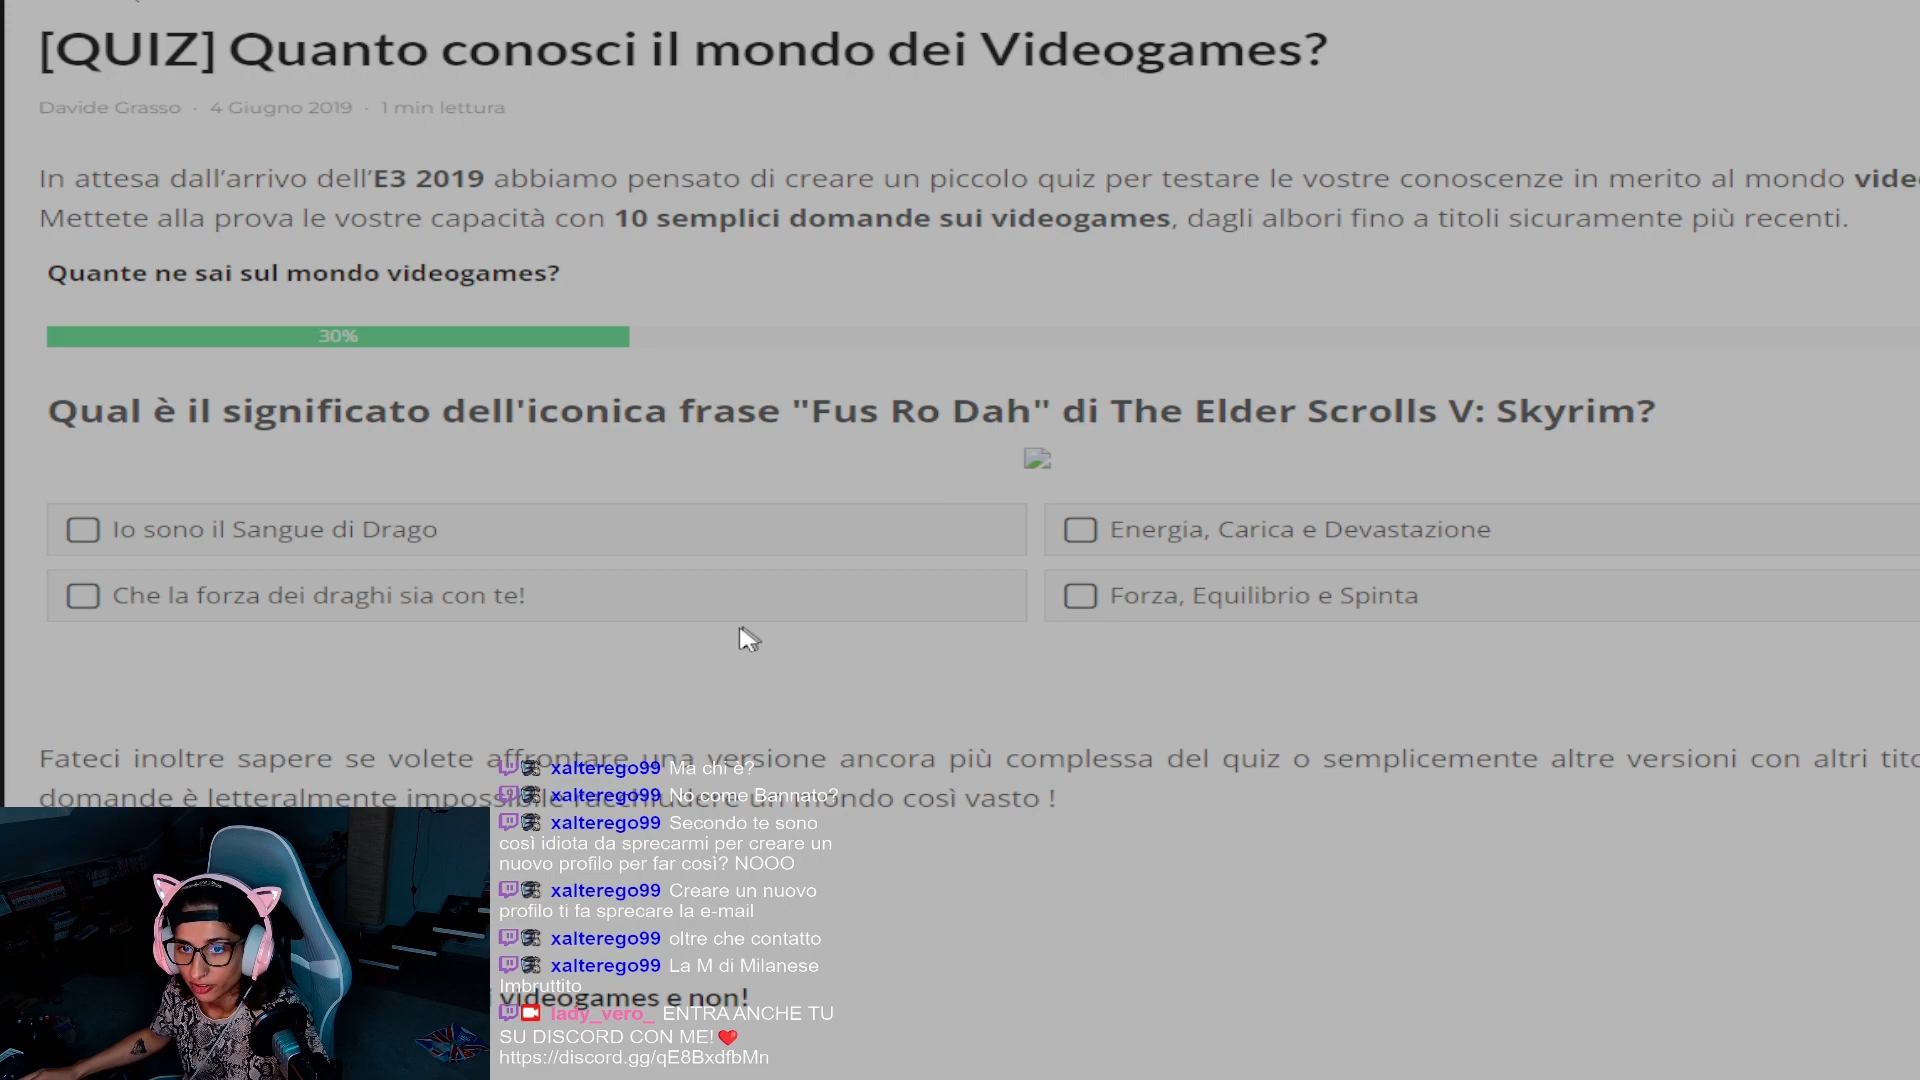 [QUIZ] Quanto conosci il mondo dei Videogames?
Davide Grasso · 4 Giugno 2019 · 1 min lettura
In attesa dall'arrivo dell'E3 2019 abbiamo pensato di creare un piccolo quiz per testare le vostre conoscenze in merito al mondo
Mettete alla prova le vostre capacità con 10 semplici domande sui videogames, dagli albori fino a titoli sicuramente più recenti.
Quante ne sai sul mondo videogames?
30%
Qual è il significato dell'iconica frase "Fus Ro Dah" di The Elder Scrolls V: Skyrim?
Io sono il Sangue di Drago
Energia, Carica e Devastazione
Che la forza dei draghi sia con te!
Forza, Equilibrio e Spinta
Fateci inoltre sapere se volete affrontare una versione ancora più complessa del quiz o semplicemente altre versioni con altri
domande è letteralmente impossibile racchiudere un mondo così vasto !
xalterego99 Ma chi è?
xalterego99 No come Bannato?
xalterego99 Secondo te sono
così idiota da sprecarmi per creare un
nuovo profilo per far così? NOOO
xalterego99 Creare un nuovo
profilo ti fa sprecare la e-mail
xalterego99 oltre che contatto
xalterego99 La M di Milanese
Imbruttito
videogames e non!
lady_vero_ ENTRA ANCHE TU
SU DISCORD CON ME!❤️
https://discord.gg/qE8BxdfbMn